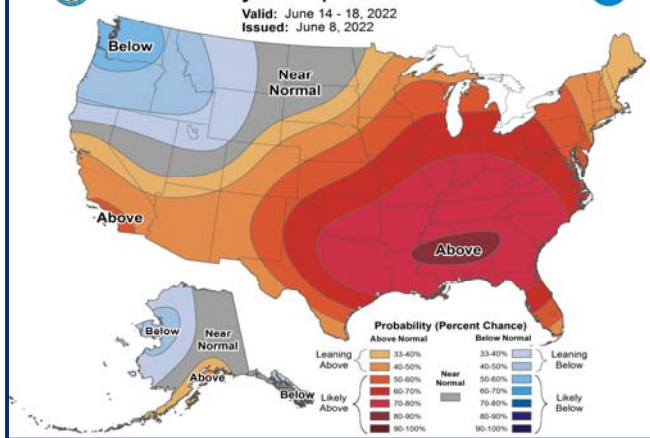 Valid: June 14 - 18, 2022
Issued: June 8, 2022
Below
Near
Normal
Above
Above
Below
Near
Normal
Above
Below
Probability (Percent Chance)
Above Normal
Below Normal
Leaning
Above
33-40%
40-50%
50-60%
60-70%
70-80%
80-90%
90-100%
Likely
Above
Near
Normal
33-40%
40-50%
50-60%
60-70%
70-80%
80-90%
90-100%
Leaning
Below
Likely
Below